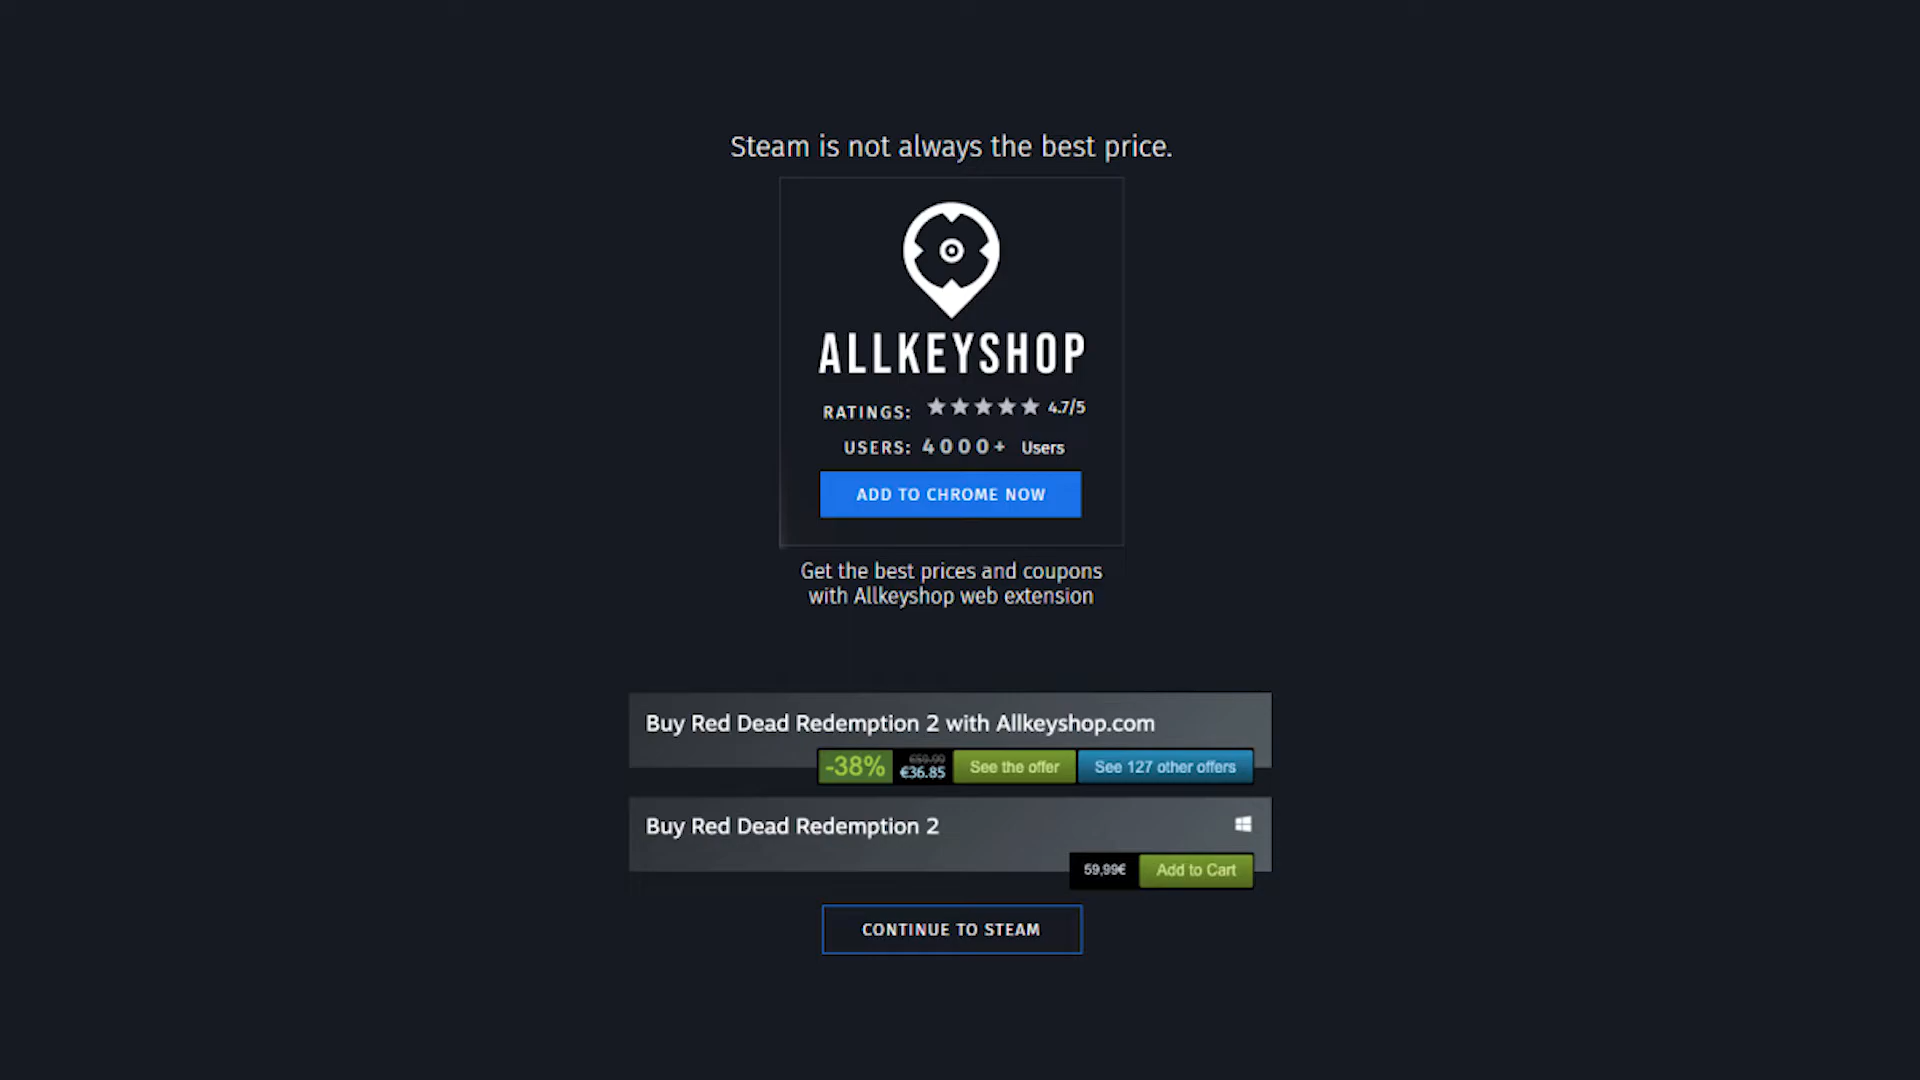 Steam is not always the best price.
ALLKEYSHOP
RATINGS: ★★★★★ 4.7/5
USERS: 4000+ Users
ADD TO CHROME NOW
Get the best prices and coupons
with Allkeyshop web extension
Buy Red Dead Redemption 2 with Allkeyshop.com
-38% €59.99 €36.85 See the offer See 127 other offers
Buy Red Dead Redemption 2
59,99€ Add to Cart
CONTINUE TO STEAM